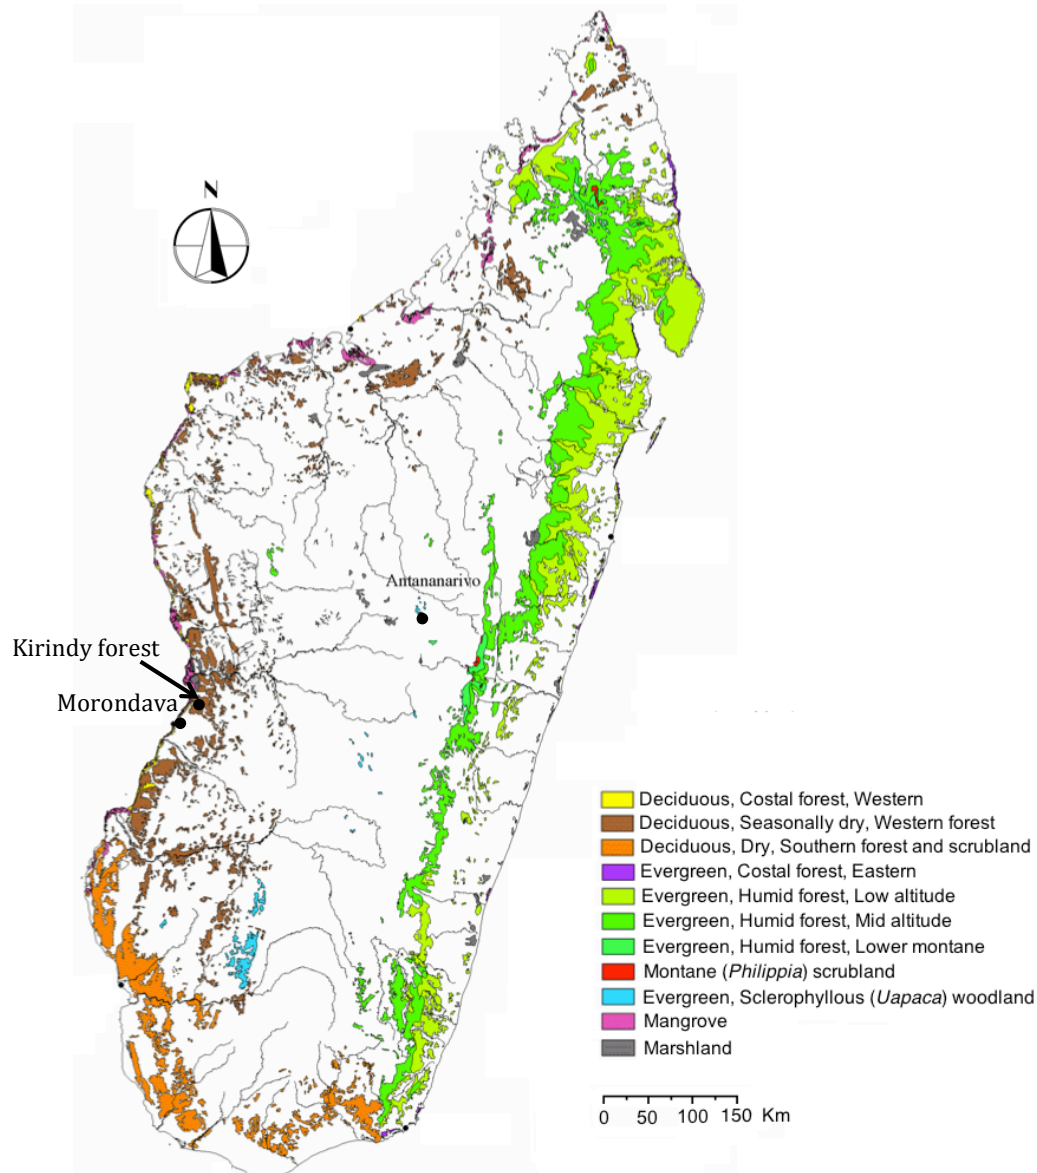 N
Antananarivo
Kirindy forest
Morondava
Deciduous, Costal forest, Western
Deciduous, Seasonally dry, Western forest
Deciduous, Dry, Southern forest and scrubland
Evergreen, Costal forest, Eastern
Evergreen, Humid forest, Low altitude
Evergreen, Humid forest, Mid altitude
Evergreen, Humid forest, Lower montane
Montane (Philippia) scrubland
Evergreen, Sclerophyllous (Uapaca) woodland
Mangrove
Marshland
0 50 100 150 Km